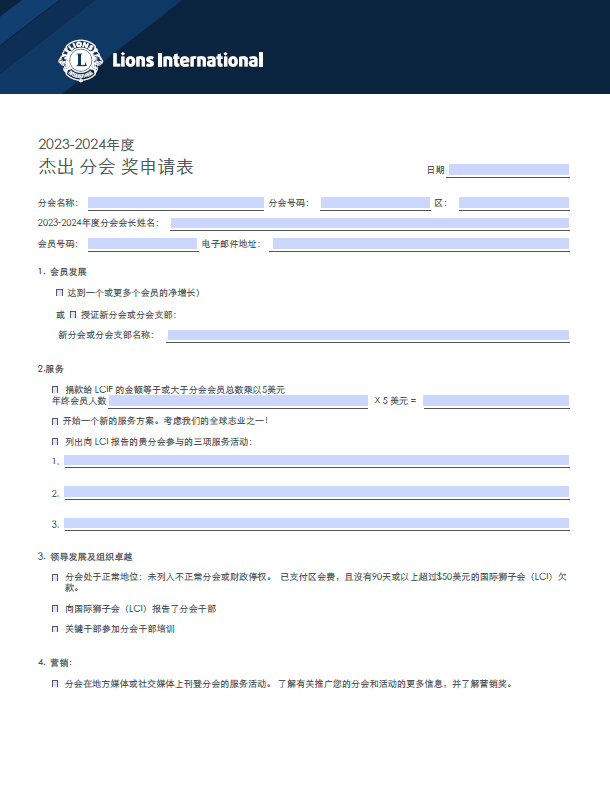 LIONS
L
INTERNATIONAL
Lions International
2023-2024年度
杰出 分会 奖申请表
日期
分会名称： 分会号码： 区：
2023-2024年度分会会长姓名：
会员号码： 电子邮件地址：
1. 会员发展
达到一个或更多个会员的净增长）
或 授证新分会或分会支部：
新分会或分会支部名称：
2.服务
捐款给 LCIF 的金额等于或大于分会会员总数乘以5美元
年终会员人数 X 5 美元 =
开始一个新的服务方案。考虑我们的全球志业之一！
列出向 LCI 报告的贵分会参与的三项服务活动：
1.
2.
3.
3. 领导发展及组织卓越
分会处于正常地位：未列入不正常分会或财政停权。 已支付区会费，且没有90天或以上超过$50美元的国际狮子会（LCI）欠
款。
向国际狮子会（LCI）报告了分会干部
关键干部参加分会干部培训
4. 营销：
分会在地方媒体或社交媒体上刊登分会的服务活动。 了解有关推广您的分会和活动的更多信息，并了解营销奖。